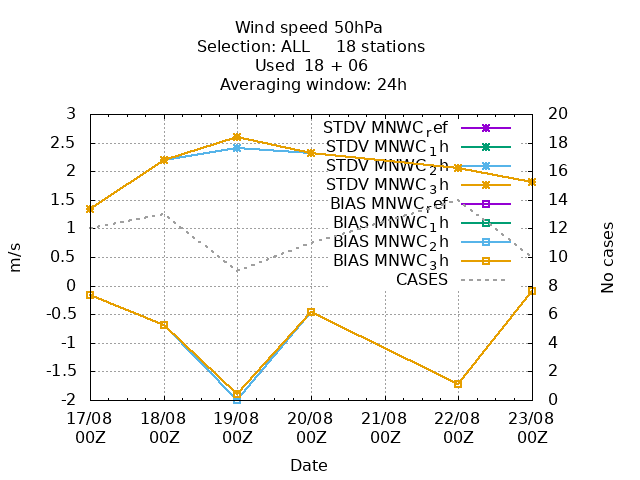 Wind speed 50hPa
Selection: ALL 18 stations
Used 18 + 06
Averaging window: 24h
3
2.5
2
1.5
1
0.5
0
-0.5
-1
-1.5
-2
m/s
20
18
16
14
12
10
8
6
4
2
0
No cases
STDV MNWC_ref
STDV MNWC_1h
STDV MNWC_2h
STDV MNWC_3h
BIAS MNWC_ref
BIAS MNWC_1h
BIAS MNWC_2h
BIAS MNWC_3h
CASES
17/08 18/08 19/08 20/08 21/08 22/08 23/08
00Z 00Z 00Z 00Z 00Z 00Z 00Z
Date